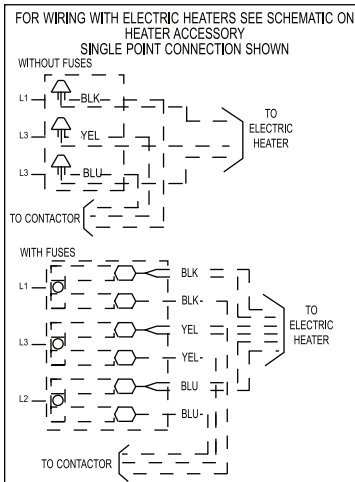 FOR WIRING WITH ELECTRIC HEATERS SEE SCHEMATIC ON
HEATER ACCESSORY
SINGLE POINT CONNECTION SHOWN
WITHOUT FUSES
L1
BLK
L3
YEL
L3
BLU
TO
ELECTRIC
HEATER
TO CONTACTOR
WITH FUSES
BLK
L1
BLK
YEL
L3
YEL
BLU
L2
BLU
TO
ELECTRIC
HEATER
TO CONTACTOR